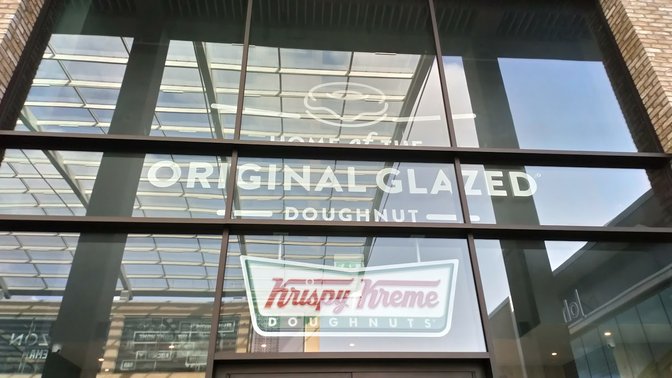 HOME of THE
ORIGINAL GLAZED
DOUGHNUT
Krispy Kreme
DOUGHNUTS